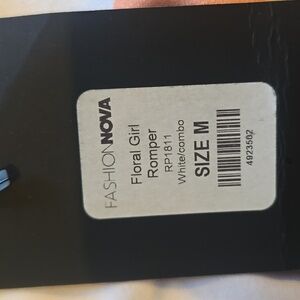 FASHIONNOVA
Floral Girl
Romper
RP1811
White/combo
SIZE M
4923502